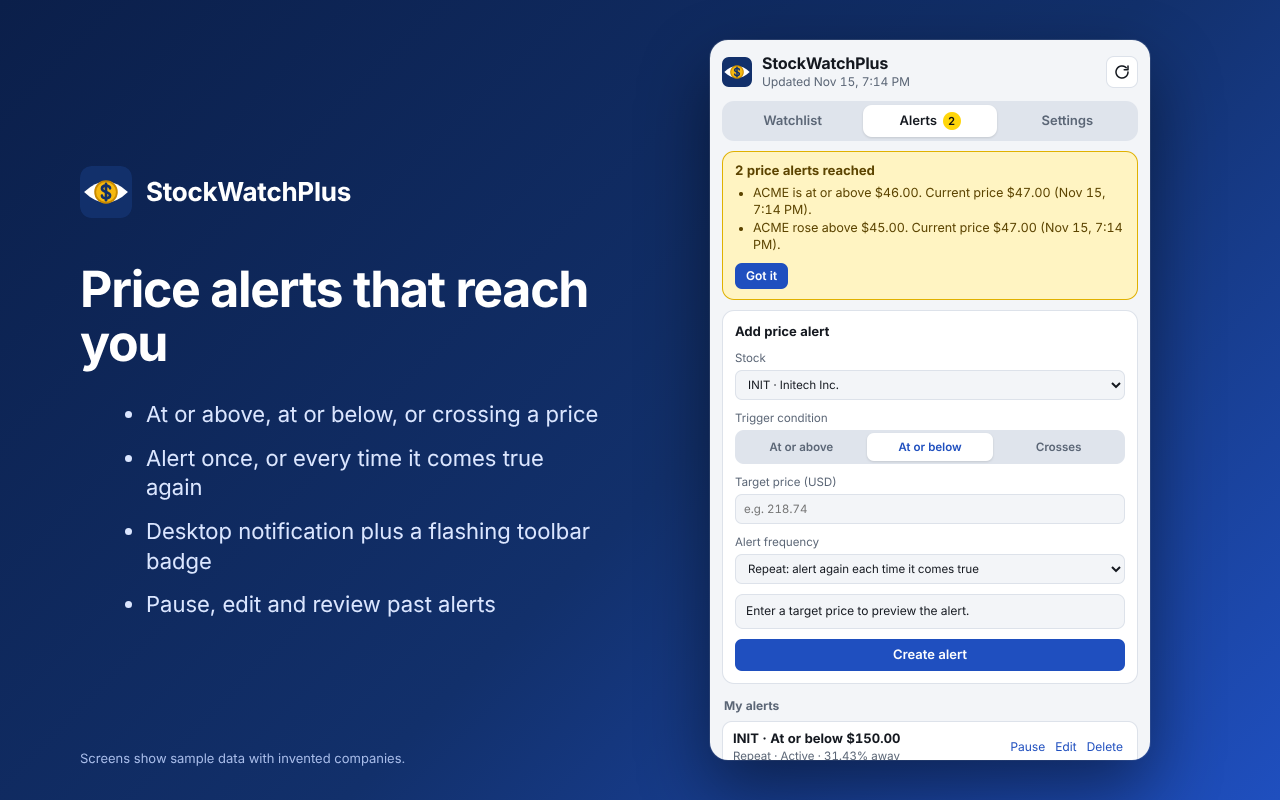 StockWatchPlus
Price alerts that reach
you
• At or above, at or below, or crossing a price
• Alert once, or every time it comes true
again
• Desktop notification plus a flashing toolbar
badge
• Pause, edit and review past alerts
Screens show sample data with invented companies.
StockWatchPlus
Updated Nov 15, 7:14 PM
Watchlist
Alerts 2
Settings
2 price alerts reached
• ACME is at or above $46.00. Current price $47.00 (Nov 15,
7:14 PM).
• ACME rose above $45.00. Current price $47.00 (Nov 15, 7:14
PM).
Got it
Add price alert
Stock
INIT · Initech Inc.
Trigger condition
At or above
At or below
Crosses
Target price (USD)
e.g. 218.74
Alert frequency
Repeat: alert again each time it comes true
Enter a target price to preview the alert.
Create alert
My alerts
INIT · At or below $150.00
Pause Edit Delete
Repeat · Active · 31.43% away